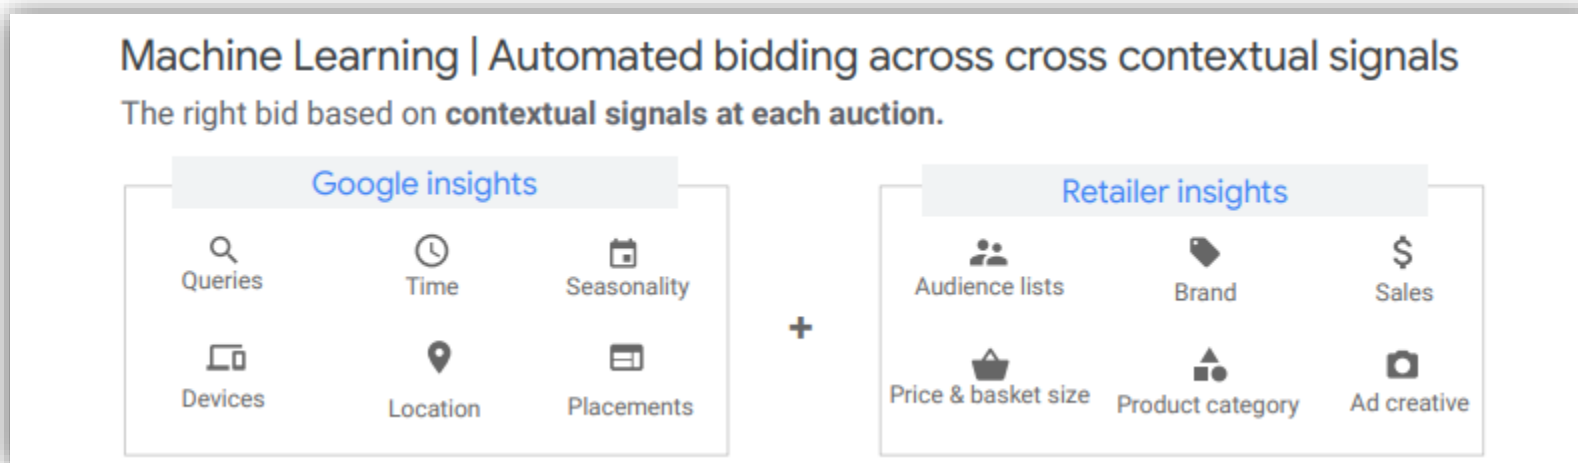 Machine Learning | Automated bidding across cross contextual signals
The right bid based on contextual signals at each auction.
Google insights
Queries
Time
Seasonality
Devices
Location
Placements
+
Retailer insights
Audience lists
Brand
$
Sales
Price & basket size
Product category
Ad creative